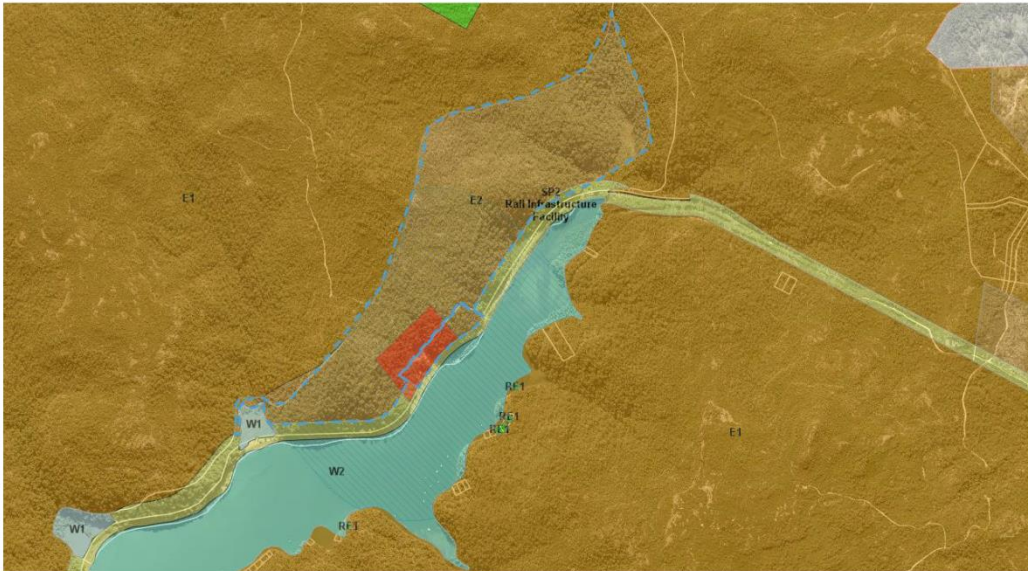 E1
E2
SP2
Rail Infrastructure
Facility
W1
RE1
RE1
RE1
E1
W2
W1
RE1